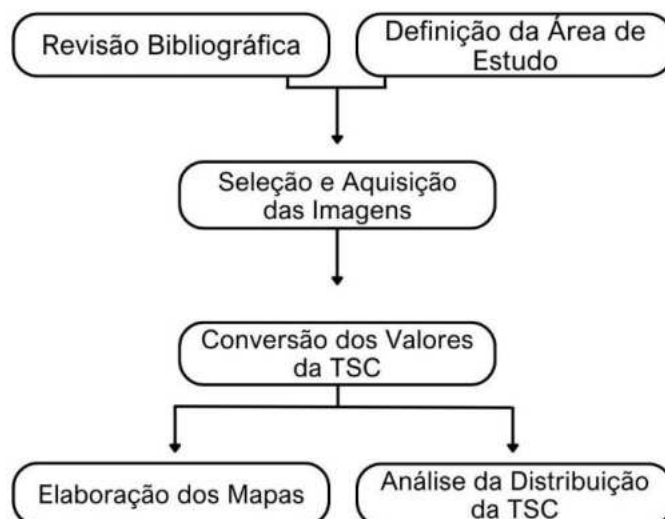 Revisão Bibliográfica
Definição da Área de
Estudo
Seleção e Aquisição
das Imagens
Conversão dos Valores
da TSC
Elaboração dos Mapas
Análise da Distribuição
da TSC